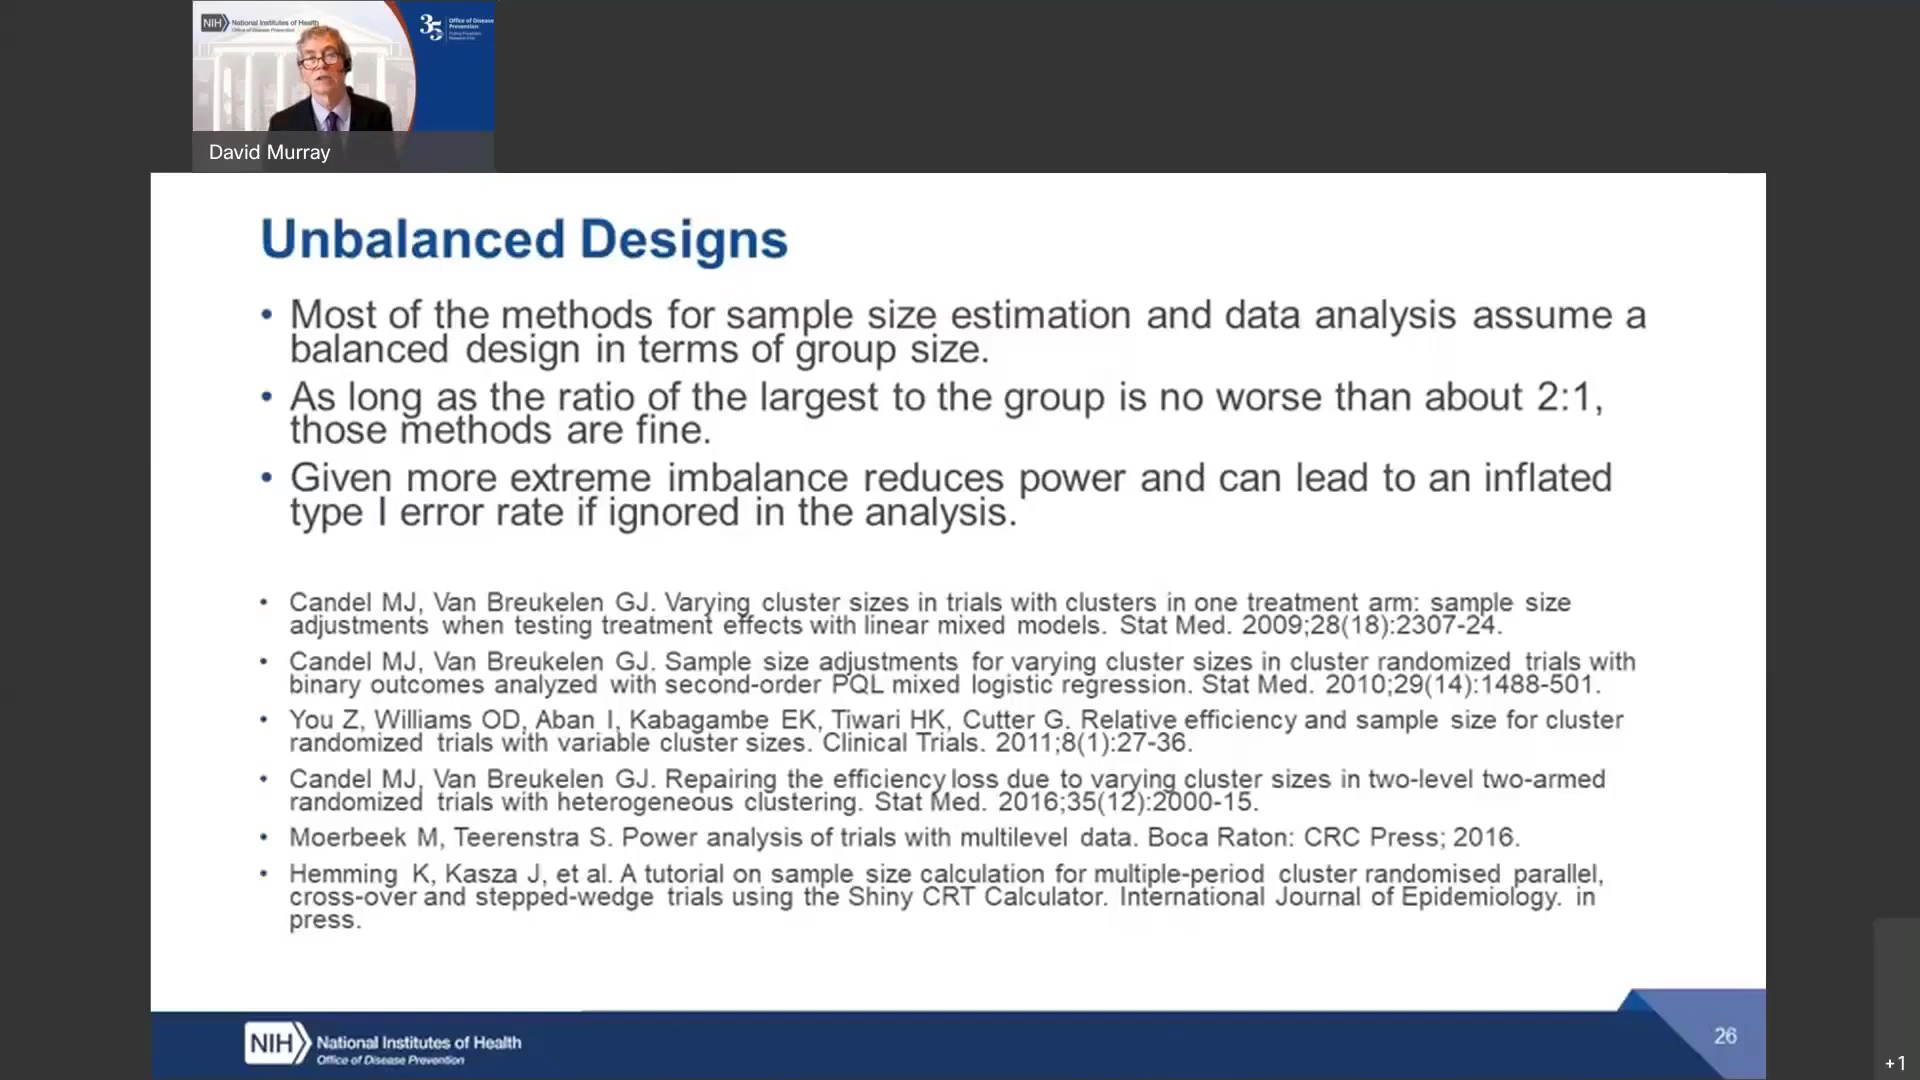 NIH National Institutes of Health
Office of Disease Prevention
35 Office of Disease
Prevention
David Murray
Unbalanced Designs
• Most of the methods for sample size estimation and data analysis assume a
balanced design in terms of group size.
• As long as the ratio of the largest to the group is no worse than about 2:1,
those methods are fine.
• Given more extreme imbalance reduces power and can lead to an inflated
type I error rate if ignored in the analysis.
• Candel MJ, Van Breukelen GJ. Varying cluster sizes in trials with clusters in one treatment arm: sample size
adjustments when testing treatment effects with linear mixed models. Stat Med. 2009;28(18):2307-24.
• Candel MJ, Van Breukelen GJ. Sample size adjustments for varying cluster sizes in cluster randomized trials with
binary outcomes analyzed with second-order PQL mixed logistic regression. Stat Med. 2010;29(14):1488-501.
• You Z, Williams OD, Aban I, Kabagambe EK, Tiwari HK, Cutter G. Relative efficiency and sample size for cluster
randomized trials with variable cluster sizes. Clinical Trials. 2011;8(1):27-36.
• Candel MJ, Van Breukelen GJ. Repairing the efficiency loss due to varying cluster sizes in two-level two-armed
randomized trials with heterogeneous clustering. Stat Med. 2016;35(12):2000-15.
• Moerbeek M, Teerenstra S. Power analysis of trials with multilevel data. Boca Raton: CRC Press; 2016.
• Hemming K, Kasza J, et al. A tutorial on sample size calculation for multiple-period cluster randomised parallel,
cross-over and stepped-wedge trials using the Shiny CRT Calculator. International Journal of Epidemiology. in
press.
NIH National Institutes of Health
Office of Disease Prevention
26
+1